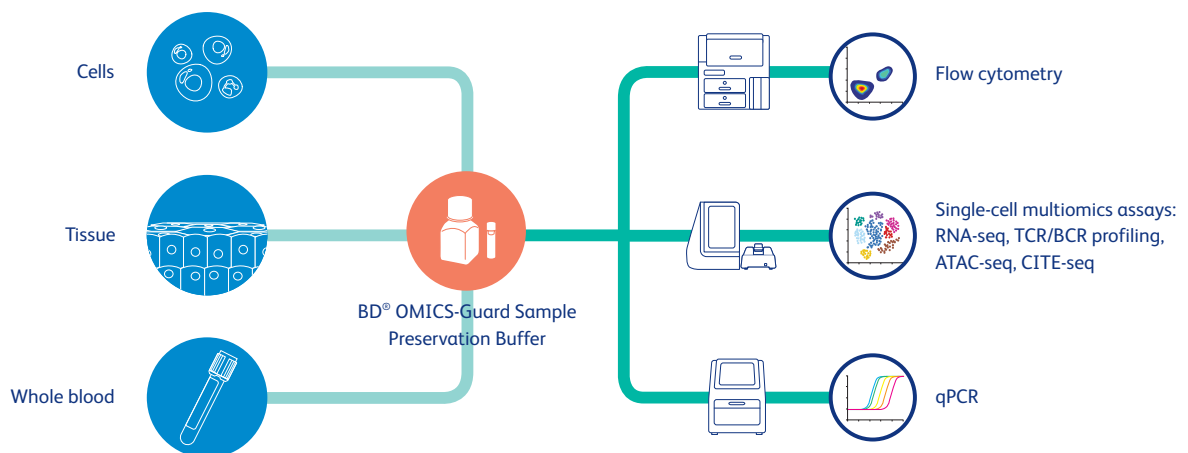 Cells
Tissue
Whole blood
BD® OMICS-Guard Sample
Preservation Buffer
Flow cytometry
Single-cell multiomics assays:
RNA-seq, TCR/BCR profiling,
ATAC-seq, CITE-seq
qPCR